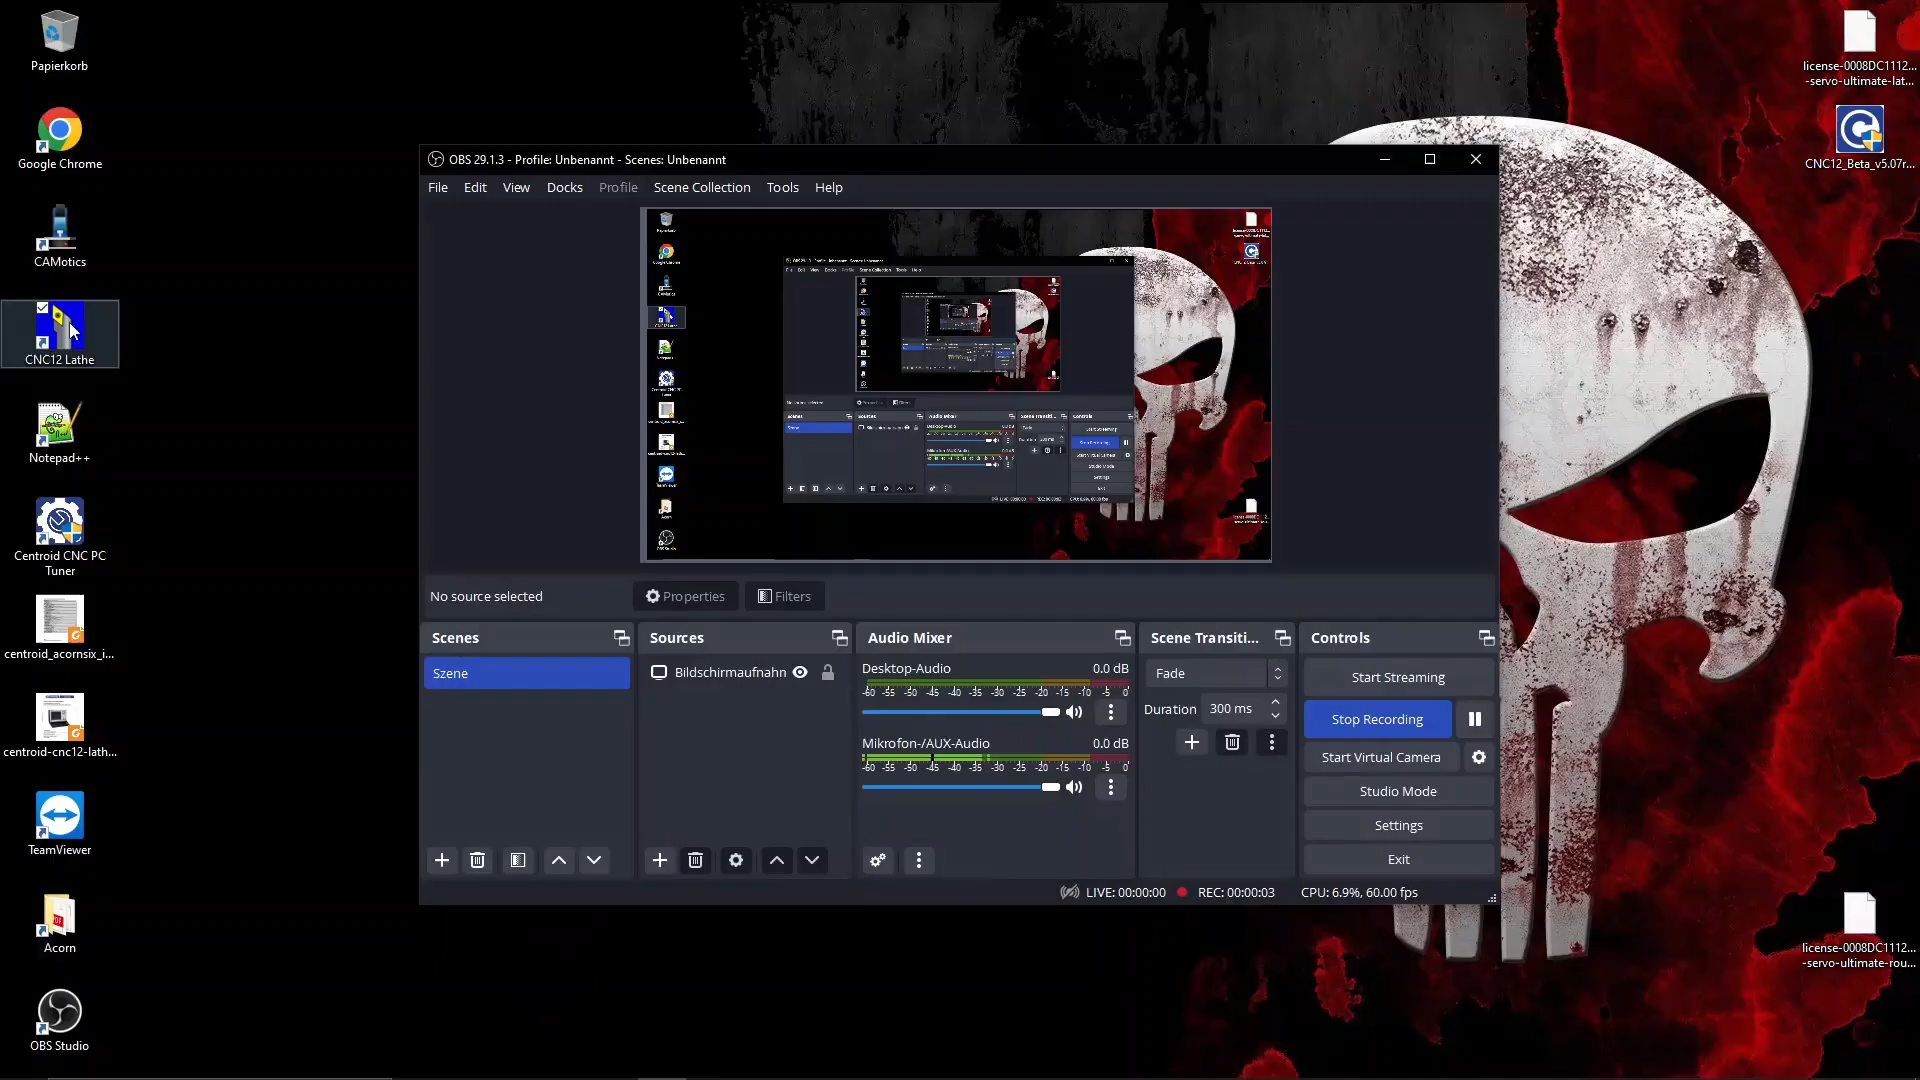 Papierkorb
Google Chrome
CAMotics
CNC12 Lathe
Notepad++
Centroid CNC PC
Tuner
centroid_acornsix_i...
centroid-cnc12-lath...
TeamViewer
Acorn
OBS Studio
OBS 29.1.3 - Profile: Unbenannt - Scenes: Unbenannt
File Edit View Docks Profile Scene Collection Tools Help
No source selected
Properties
Filters
Scenes
Szene
Sources
Bildschirmaufnahn
Audio Mixer
Desktop-Audio 0.0 dB
-60 -55 -50 -45 -40 -35 -30 -25 -20 -15 -10 -5 0
Mikrofon-/AUX-Audio 0.0 dB
-60 -55 -50 -45 -40 -35 -30 -25 -20 -15 -10 -5 0
Scene Transiti...
Fade
Duration 300 ms
Controls
Start Streaming
Stop Recording
Start Virtual Camera
Studio Mode
Settings
Exit
LIVE: 00:00:00 REC: 00:00:03 CPU: 6.9%, 60.00 fps
license-0008DC1112...
-servo-ultimate-lat...
CNC12_Beta_v5.07r...
license-0008DC1112...
-servo-ultimate-rou...